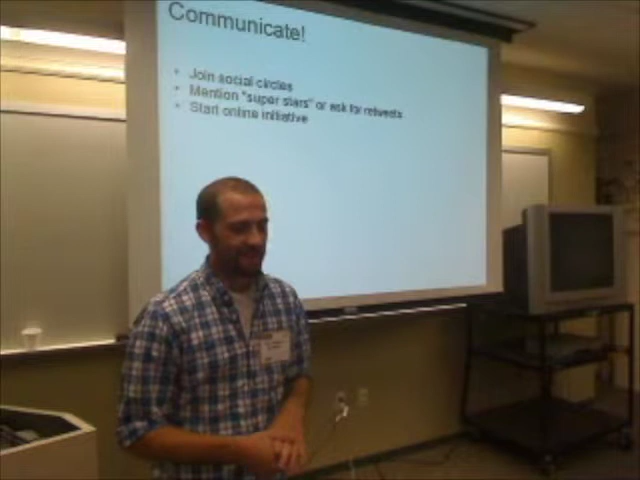 Communicate!
• Join social circles
• Mention "super stars" or ask for retweets
• Start online initiative